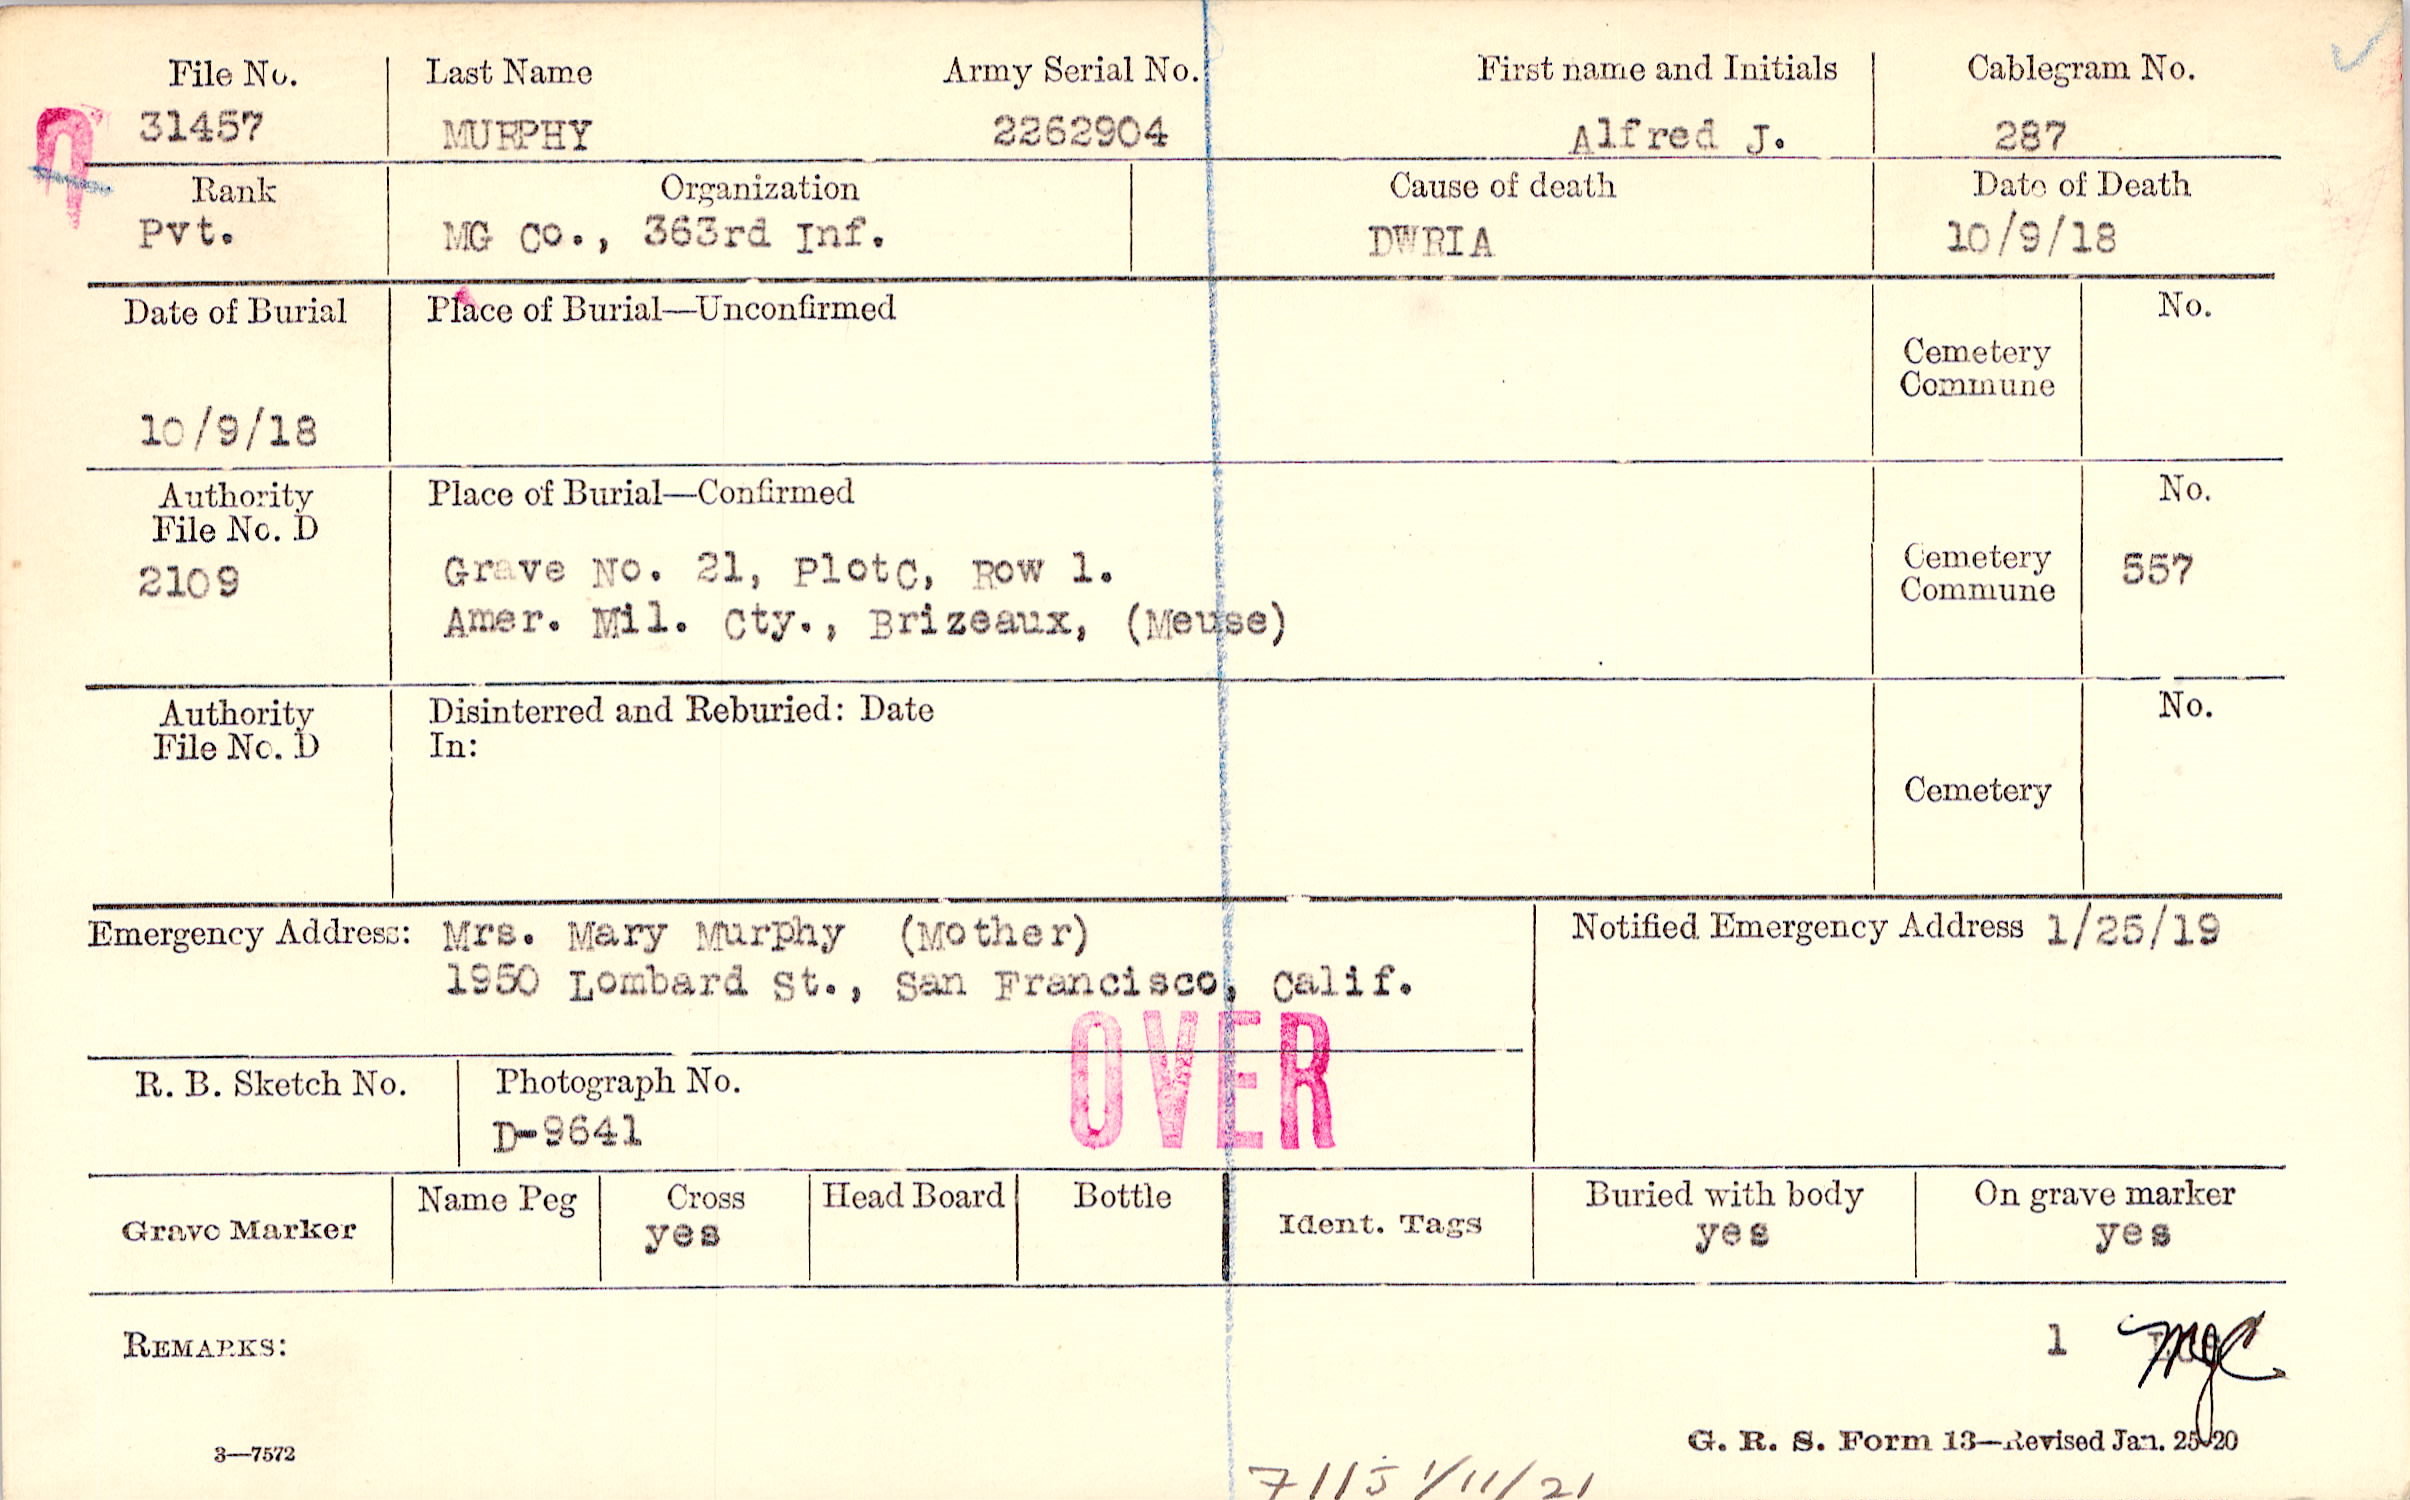 File No. Last Name Army Serial No. First name and Initials Cablegram No.
31457 MURPHY 2262904 Alfred J. 287
Rank Organization Cause of death Date of Death
Pvt. MG Co., 363rd Inf. DWRIA 10/9/18
Date of Burial Place of Burial—Unconfirmed No.
Cemetery
Commune
10/9/18
Authority Place of Burial—Confirmed No.
File No. D
2109 Grave No. 21, PlotC, Row 1. Cemetery 557
Commune
Amer. Mil. Cty., Brizeaux, (Meuse)
Authority Disinterred and Reburied: Date No.
File No. D In:
Cemetery
Emergency Address: Mrs. Mary Murphy (Mother) Notified Emergency Address 1/25/19
1950 Lombard St., San Francisco, Calif.
OVER
R. B. Sketch No. Photograph No.
D-9641
Grave Marker Name Peg Cross Head Board Bottle Ident. Tags Buried with body On grave marker
yes yes yes
REMARKS: 1 MJC
3—7572 G. R. S. Form 13—Revised Jan. 25-20
7115 1/11/21